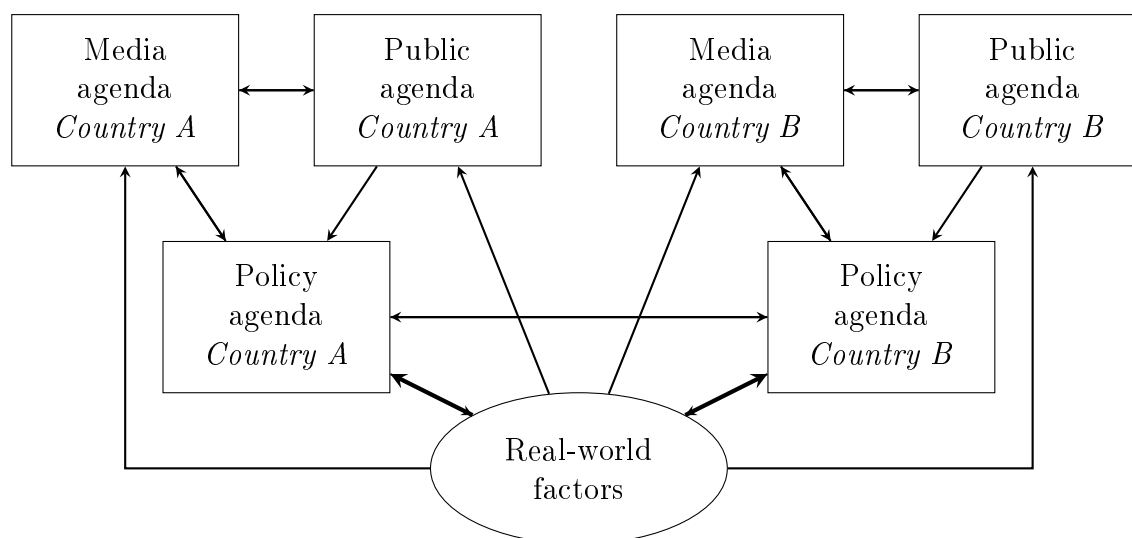 Media
agenda
Country A
Public
agenda
Country A
Media
agenda
Country B
Public
agenda
Country B
Policy
agenda
Country A
Policy
agenda
Country B
Real-world
factors